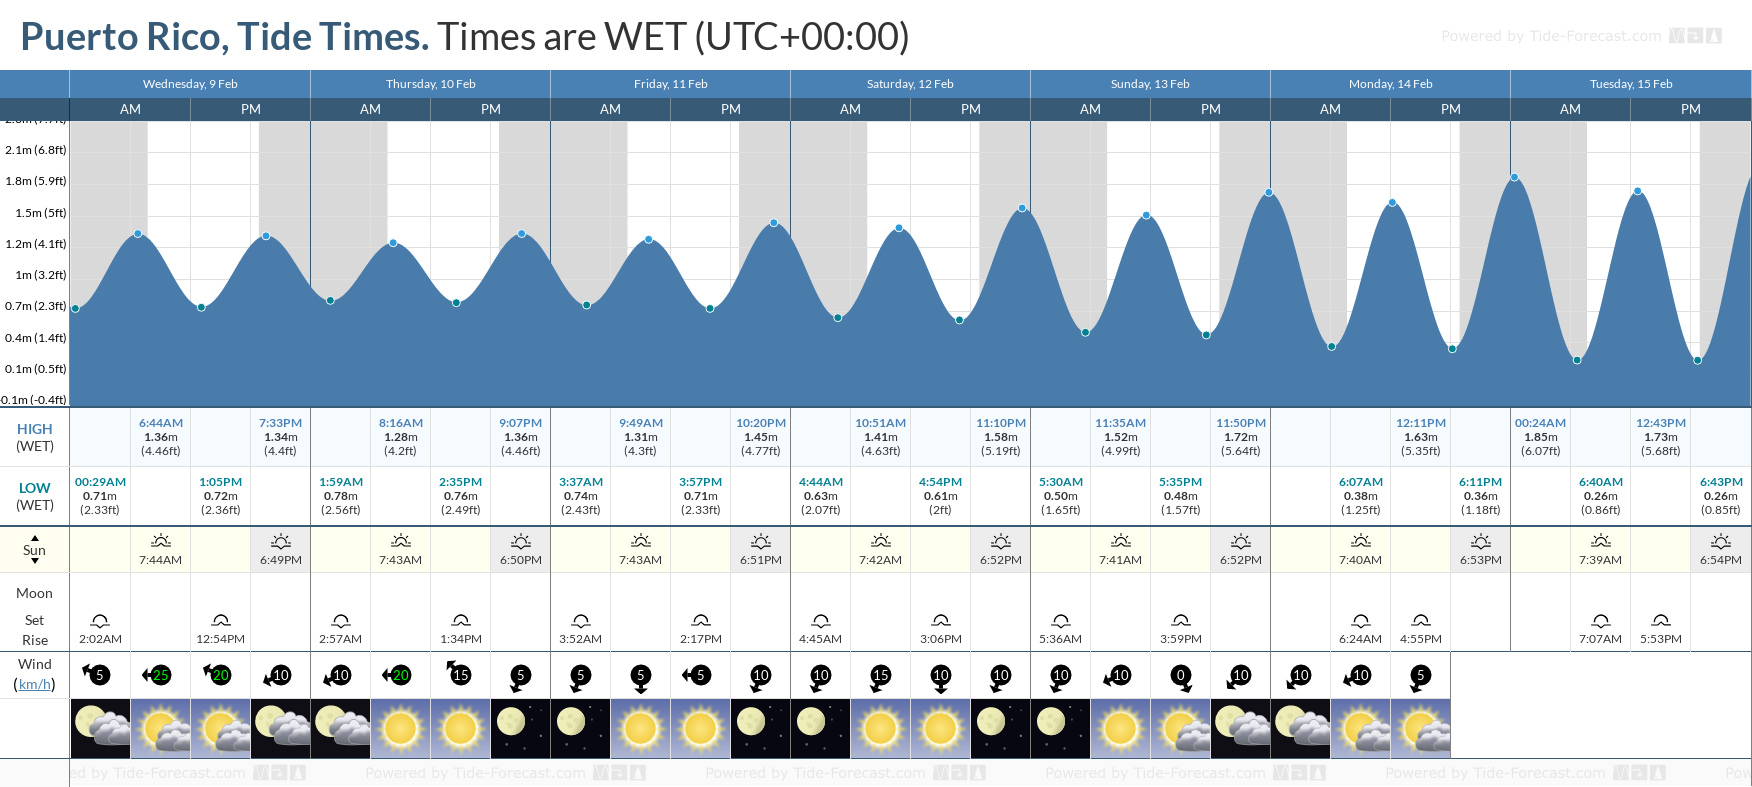 Puerto Rico, Tide Times. Times are WET (UTC+00:00)
Powered by Tide-Forecast.com
Wednesday, 9 Feb Thursday, 10 Feb Friday, 11 Feb Saturday, 12 Feb Sunday, 13 Feb Monday, 14 Feb Tuesday, 15 Feb
AM PM AM PM AM PM AM PM AM PM AM PM AM PM
2.1m (6.8ft)
1.8m (5.9ft)
1.5m (5ft)
1.2m (4.1ft)
1m (3.2ft)
0.7m (2.3ft)
0.4m (1.4ft)
0.1m (0.5ft)
-0.1m (-0.4ft)
HIGH
(WET)
6:44AM 7:33PM 8:16AM 9:07PM 9:49AM 10:20PM 10:51AM 11:10PM 11:35AM 11:50PM 12:11PM 00:24AM 12:43PM
1.36m 1.34m 1.28m 1.36m 1.31m 1.45m 1.41m 1.58m 1.52m 1.72m 1.63m 1.85m 1.73m
(4.46ft) (4.4ft) (4.2ft) (4.46ft) (4.3ft) (4.77ft) (4.63ft) (5.19ft) (4.99ft) (5.64ft) (5.35ft) (6.07ft) (5.68ft)
LOW
(WET)
00:29AM 1:05PM 1:59AM 2:35PM 3:37AM 3:57PM 4:44AM 4:54PM 5:30AM 5:35PM 6:07AM 6:11PM 6:40AM 6:43PM
0.71m 0.72m 0.78m 0.76m 0.74m 0.71m 0.63m 0.61m 0.50m 0.48m 0.38m 0.36m 0.26m 0.26m
(2.33ft) (2.36ft) (2.56ft) (2.49ft) (2.43ft) (2.33ft) (2.07ft) (2ft) (1.65ft) (1.57ft) (1.25ft) (1.18ft) (0.86ft) (0.85ft)
Sun
7:44AM 6:49PM 7:43AM 6:50PM 7:43AM 6:51PM 7:42AM 6:52PM 7:41AM 6:52PM 7:40AM 6:53PM 7:39AM 6:54PM
Moon
Set
Rise
2:02AM 12:54PM 2:57AM 1:34PM 3:52AM 2:17PM 4:45AM 3:06PM 5:36AM 3:59PM 6:24AM 4:55PM 7:07AM 5:53PM
Wind
(km/h)
5 25 20 10 10 20 15 5 5 5 5 10 10 15 10 10 10 10 0 10 10 10 5
ed by Tide-Forecast.com Powered by Tide-Forecast.com Powered by Tide-Forecast.com Powered by Tide-Forecast.com Powered by Tide-Forecast.com Pow